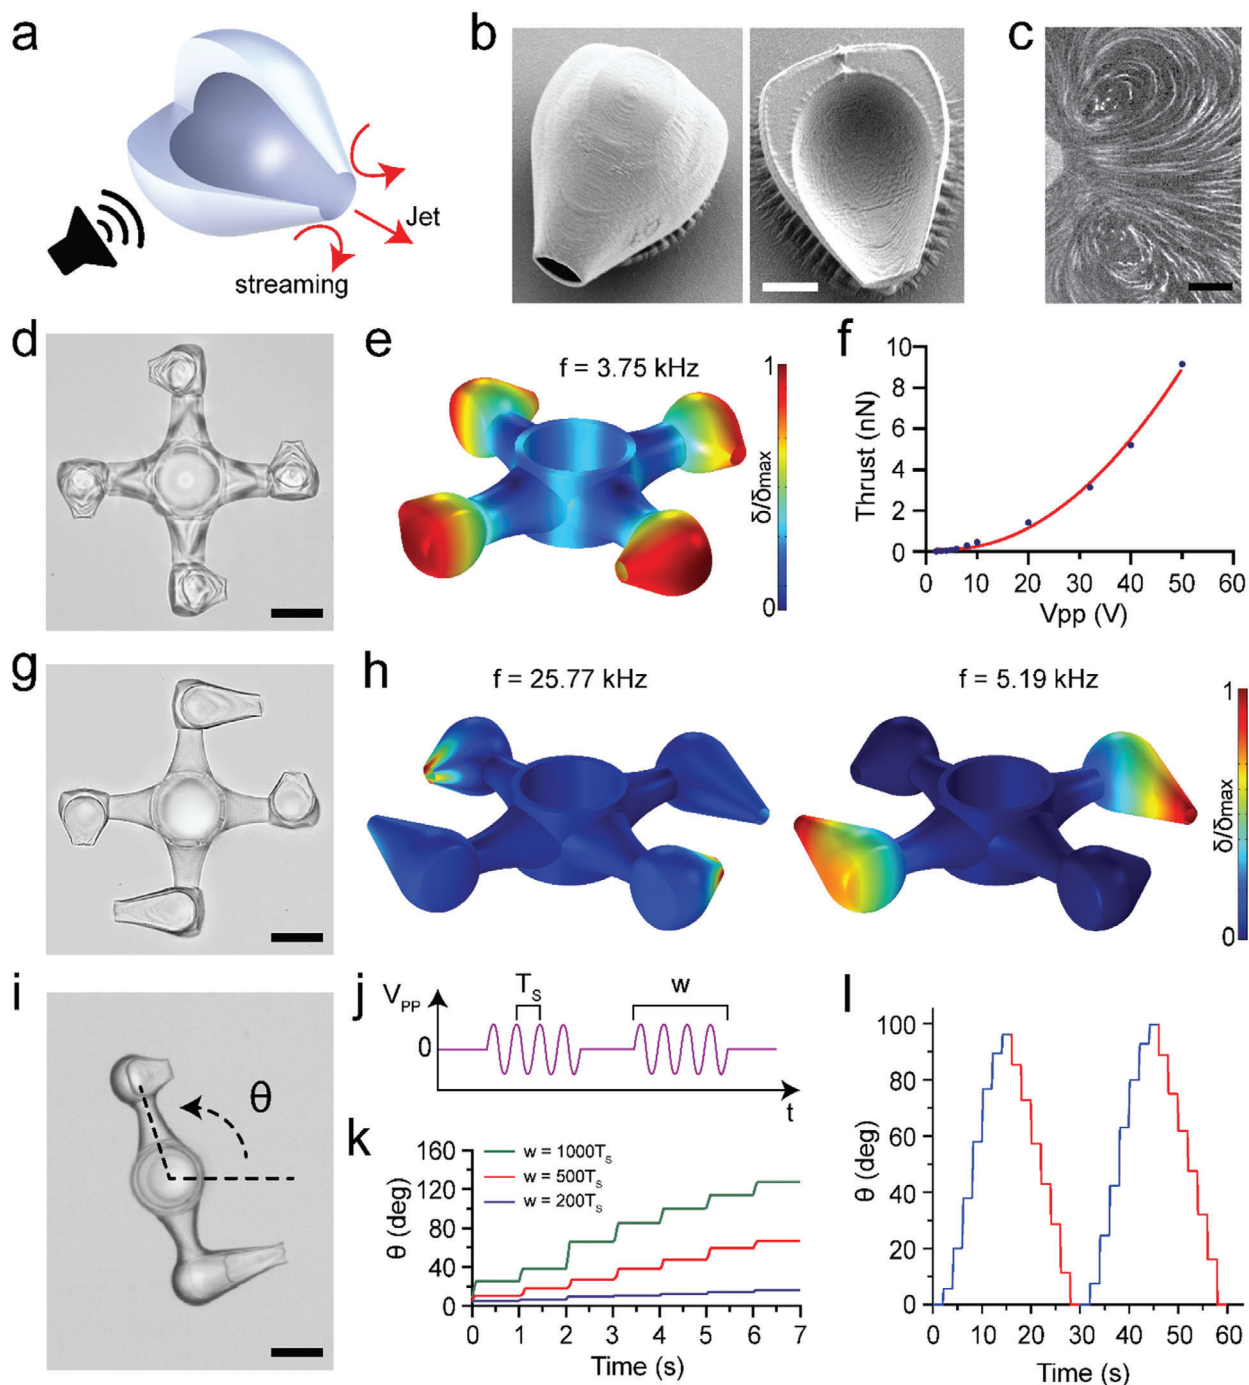 a
Jet
streaming
b
c
d
e
f = 3.75 kHz
1
δ/δmax
0
f
10
8
6
4
2
0
Thrust (nN)
0 10 20 30 40 50 60
Vpp (V)
g
h
f = 25.77 kHz
f = 5.19 kHz
1
δ/δmax
0
i
θ
j
VPP
TS
w
0
t
k
160
120
80
40
0
θ (deg)
w = 1000TS
w = 500TS
w = 200TS
0 1 2 3 4 5 6 7
Time (s)
l
100
80
60
40
20
0
θ (deg)
0 10 20 30 40 50 60
Time (s)